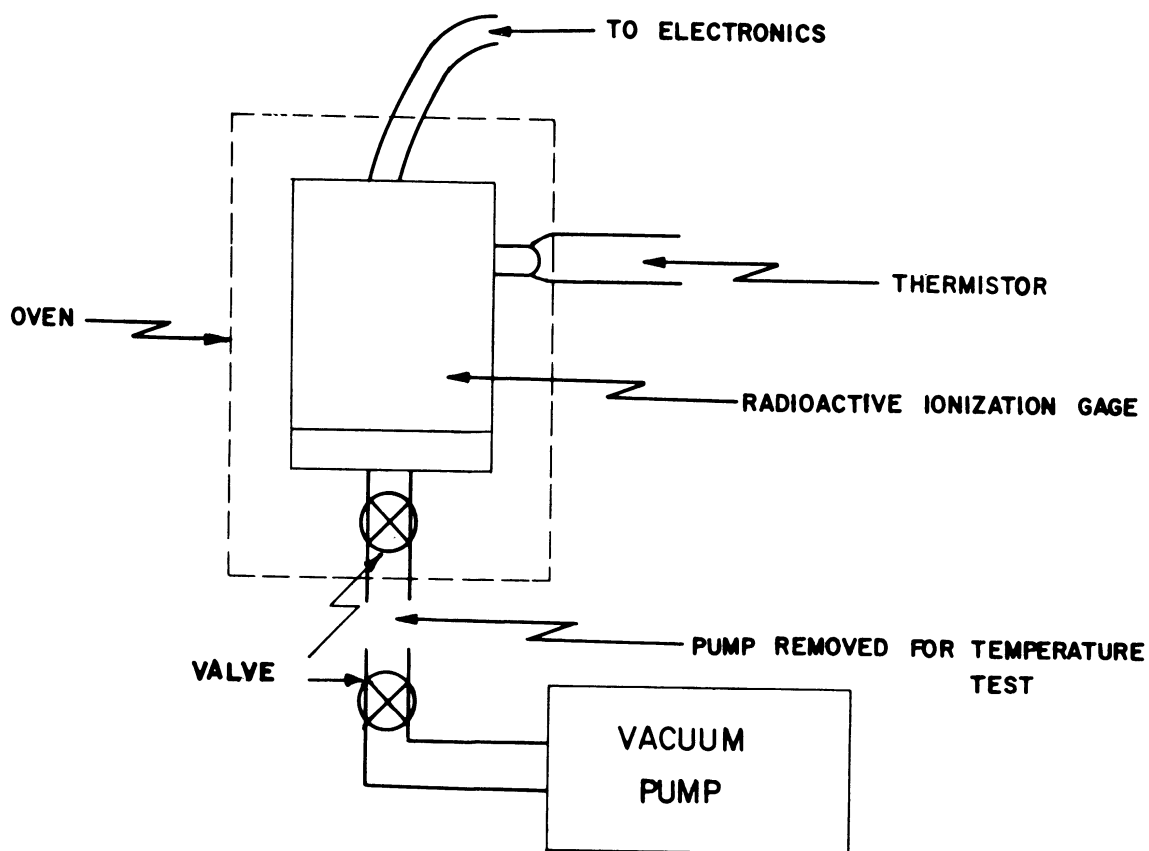 TO ELECTRONICS
THERMISTOR
OVEN
RADIOACTIVE IONIZATION GAGE
PUMP REMOVED FOR TEMPERATURE
TEST
VALVE
VACUUM
PUMP